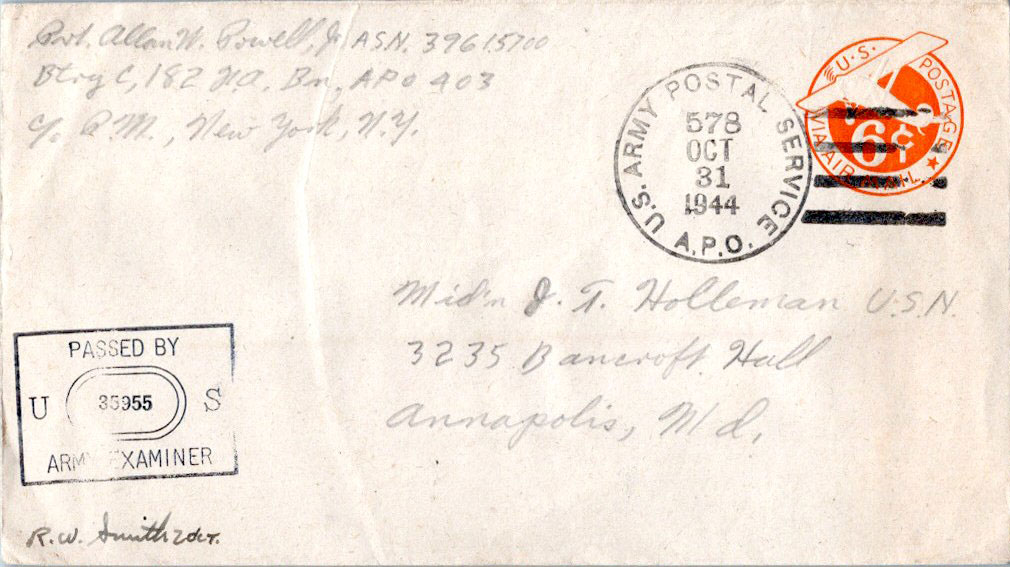 Pvt. Allan W. Powell, Jr ASN. 39615700
Btry C, 182 F.A. Bn, APO 403
c/o P.M., New York, N.Y.
U.S. ARMY POSTAL SERVICE
578
OCT
31
1944
A.P.O.
U.S. POSTAGE
6¢
VIA AIR MAIL
Mid'n J. T. Holleman U.S.N.
3235 Bancroft Hall
Annapolis, Md.
PASSED BY
U 35955 S
ARMY EXAMINER
R.W. Smith 2d LT.